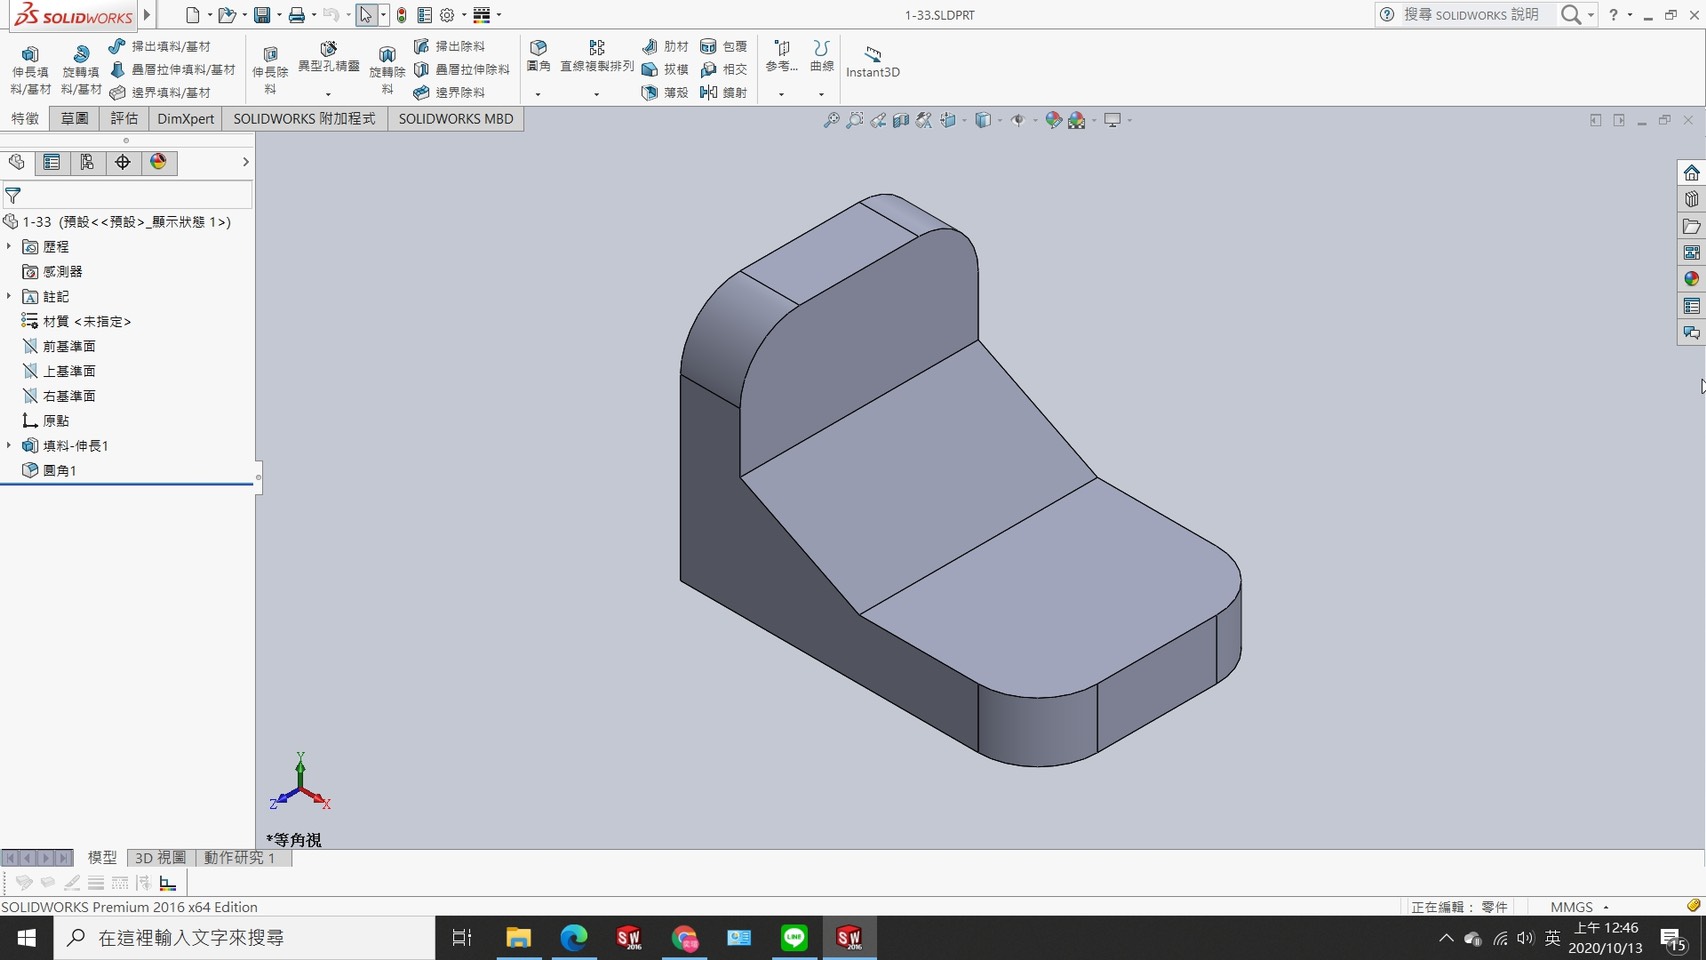 SOLIDWORKS
1-33.SLDPRT
搜尋 SOLIDWORKS 說明
伸長填料/基材
旋轉填料/基材
掃出填料/基材
疊層拉伸填料/基材
邊界填料/基材
伸長除料
異型孔精靈
旋轉除料
掃出除料
疊層拉伸除料
邊界除料
圓角
直線複製排列
肋材
拔模
薄殼
包覆
相交
鏡射
參考...
曲線
Instant3D
特徵
草圖
評估
DimXpert
SOLIDWORKS 附加程式
SOLIDWORKS MBD
1-33 (預設<<預設>_顯示狀態 1>)
歷程
感測器
註記
材質 <未指定>
前基準面
上基準面
右基準面
原點
填料-伸長1
圓角1
Y
Z
X
*等角視
模型
3D 視圖
動作研究 1
SOLIDWORKS Premium 2016 x64 Edition
正在編輯： 零件
MMGS
在這裡輸入文字來搜尋
SW
2016
LINE
SW
2016
英
上午 12:46
2020/10/13
15